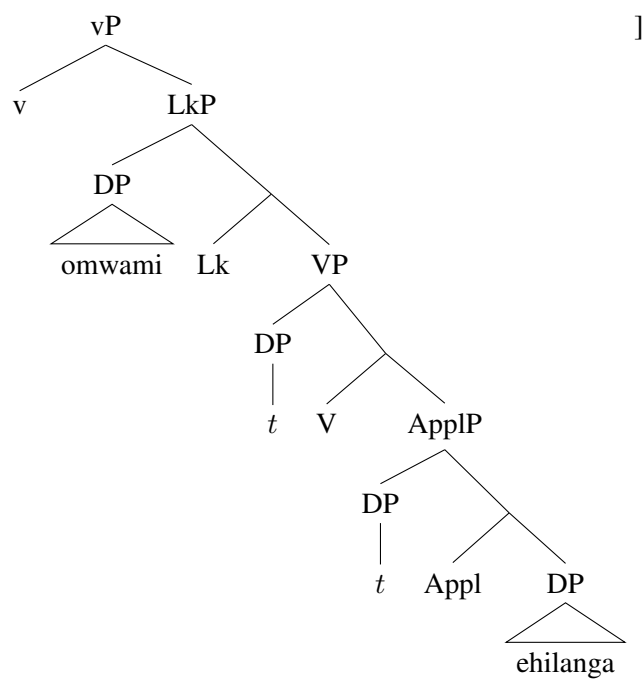 vP ]
v LkP
DP
omwami Lk VP
DP
t V ApplP
DP
t Appl DP
ehilanga